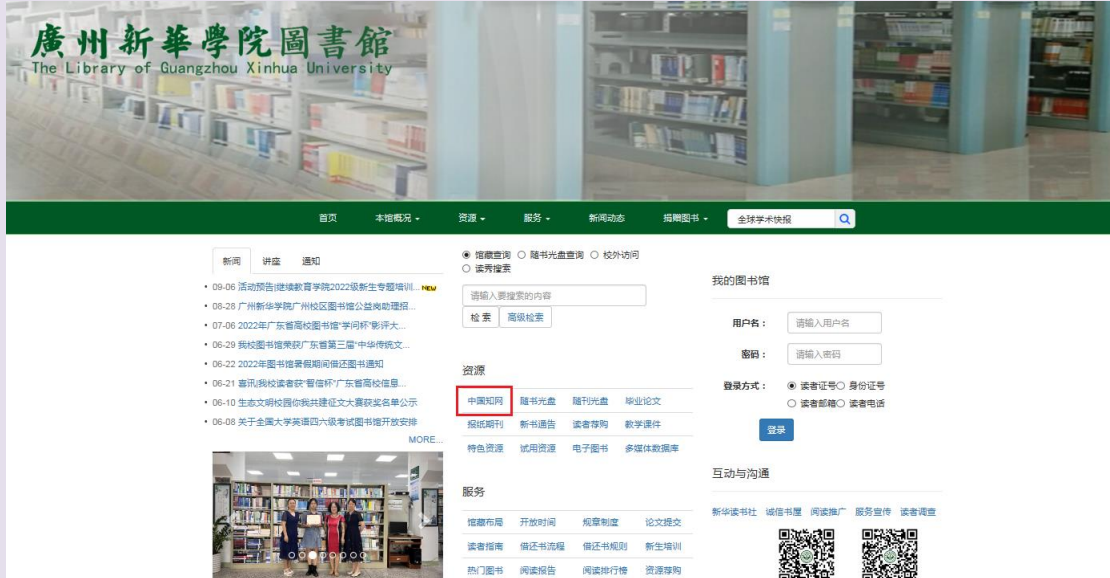 廣州新華學院圖書館
The Library of Guangzhou Xinhua University
首页 本馆概况 资源 服务 新闻动态 捐赠图书 全球学术快报
新闻 讲座 通知
• 09-06 活动预告|继续教育学院2022级新生专题培训... NEW
• 08-28 广州新华学院广州校区图书馆公益岗助理招...
• 07-06 2022年广东省高校图书馆“学问杯”影评大...
• 06-29 我校图书馆荣获广东省第三届“中华传统文...
• 06-22 2022年图书馆暑假期间借还图书通知
• 06-21 喜讯|我校读者获“智信杯”广东省高校信息...
• 06-10 生态文明校园你我共建征文大赛获奖名单公示
• 06-08 关于全国大学英语四六级考试图书馆开放安排
MORE...
馆藏查询 随书光盘查询 校外访问
读秀搜索
请输入要搜索的内容
检 索 高级检索
资源
中国知网 随书光盘 随刊光盘 毕业论文
报纸期刊 新书通告 读者荐购 教学课件
特色资源 试用资源 电子图书 多媒体数据库
服务
馆藏布局 开放时间 规章制度 论文提交
读者指南 借还书流程 借还书规则 新生培训
热门图书 阅读报告 阅读排行榜 资源荐购
我的图书馆
用户名： 请输入用户名
密码： 请输入密码
登录方式： 读者证号 身份证号
读者邮箱 读者电话
登录
互动与沟通
新华读书社 诚信书屋 阅读推广 服务宣传 读者调查